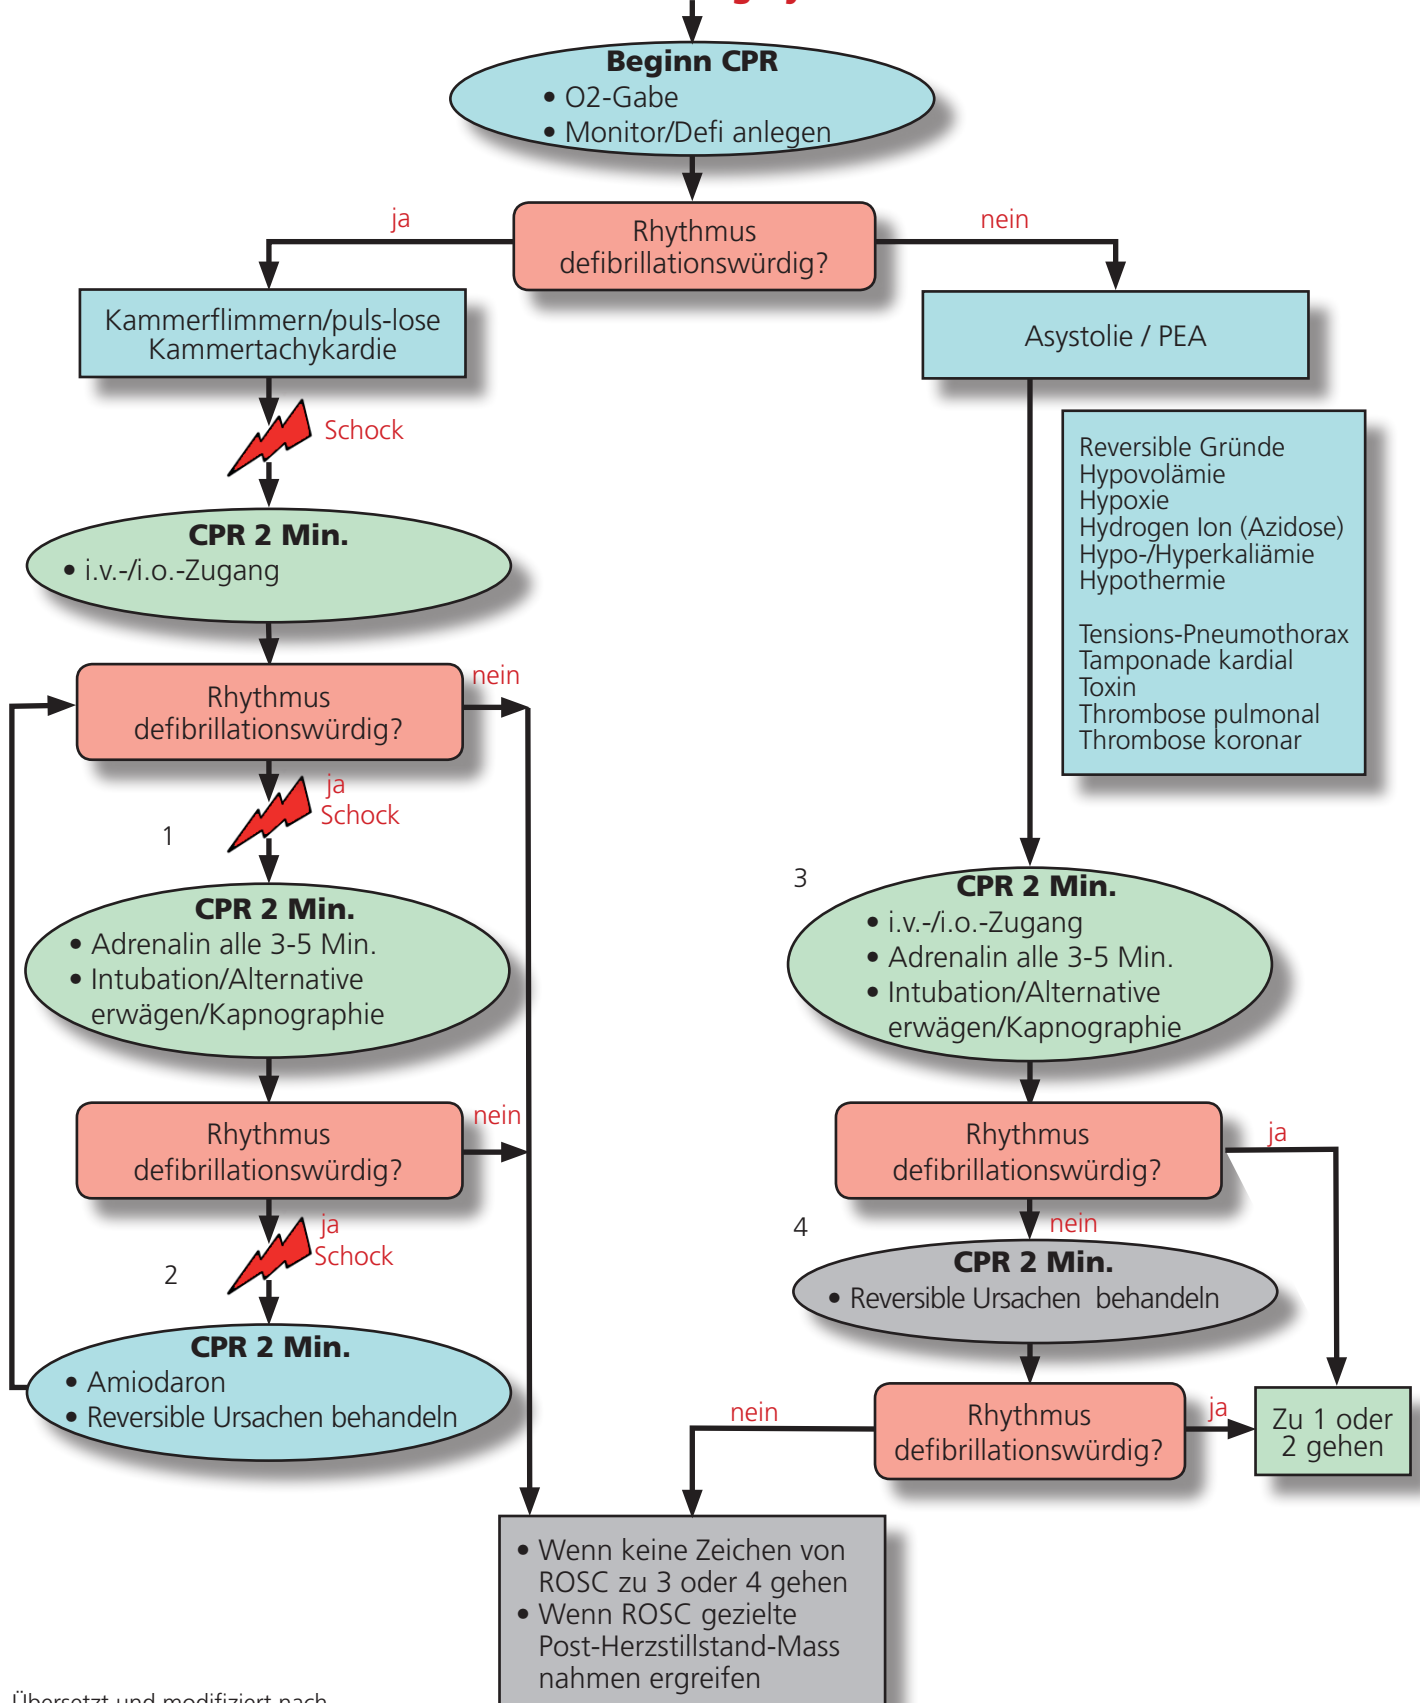 Beginn CPR
• O2-Gabe
• Monitor/Defi anlegen
Rhythmus
defibrillationswürdig?
ja
nein
Kammerflimmern/puls-lose
Kammertachykardie
Schock
CPR 2 Min.
• i.v.-/i.o.-Zugang
Rhythmus
defibrillationswürdig?
nein
ja
Schock
1
CPR 2 Min.
• Adrenalin alle 3-5 Min.
• Intubation/Alternative
erwägen/Kapnographie
Rhythmus
defibrillationswürdig?
nein
ja
Schock
2
CPR 2 Min.
• Amiodaron
• Reversible Ursachen behandeln
Asystolie / PEA
Reversible Gründe
Hypovolämie
Hypoxie
Hydrogen Ion (Azidose)
Hypo-/Hyperkaliämie
Hypothermie
Tensions-Pneumothorax
Tamponade kardial
Toxin
Thrombose pulmonal
Thrombose koronar
3
CPR 2 Min.
• i.v.-/i.o.-Zugang
• Adrenalin alle 3-5 Min.
• Intubation/Alternative
erwägen/Kapnographie
Rhythmus
defibrillationswürdig?
ja
nein
4
CPR 2 Min.
• Reversible Ursachen behandeln
Rhythmus
defibrillationswürdig?
nein
ja
Zu 1 oder
2 gehen
• Wenn keine Zeichen von
ROSC zu 3 oder 4 gehen
• Wenn ROSC gezielte
Post-Herzstillstand-Mass
nahmen ergreifen
Übersetzt und modifiziert nach